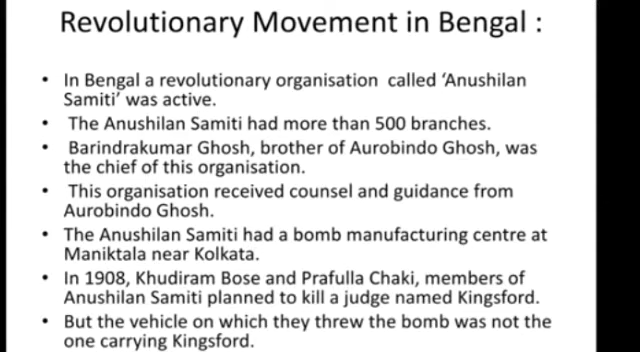 Revolutionary Movement in Bengal :
• In Bengal a revolutionary organisation called ‘Anushilan
Samiti’ was active.
• The Anushilan Samiti had more than 500 branches.
• Barindrakumar Ghosh, brother of Aurobindo Ghosh, was
the chief of this organisation.
• This organisation received counsel and guidance from
Aurobindo Ghosh.
• The Anushilan Samiti had a bomb manufacturing centre at
Maniktala near Kolkata.
• In 1908, Khudiram Bose and Prafulla Chaki, members of
Anushilan Samiti planned to kill a judge named Kingsford.
• But the vehicle on which they threw the bomb was not the
one carrying Kingsford.